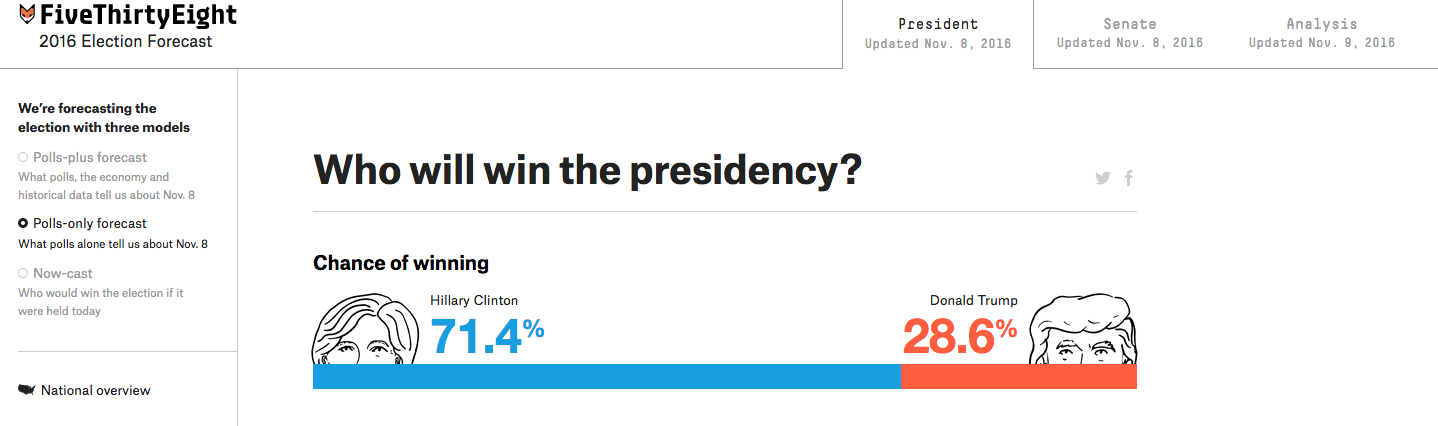 FiveThirtyEight
2016 Election Forecast
President
Updated Nov. 8, 2016
Senate
Updated Nov. 8, 2016
Analysis
Updated Nov. 9, 2016
We're forecasting the
election with three models
Polls-plus forecast
What polls, the economy and
historical data tell us about Nov. 8
Polls-only forecast
What polls alone tell us about Nov. 8
Now-cast
Who would win the election if it
were held today
National overview
Who will win the presidency?
Chance of winning
Hillary Clinton
71.4%
Donald Trump
28.6%